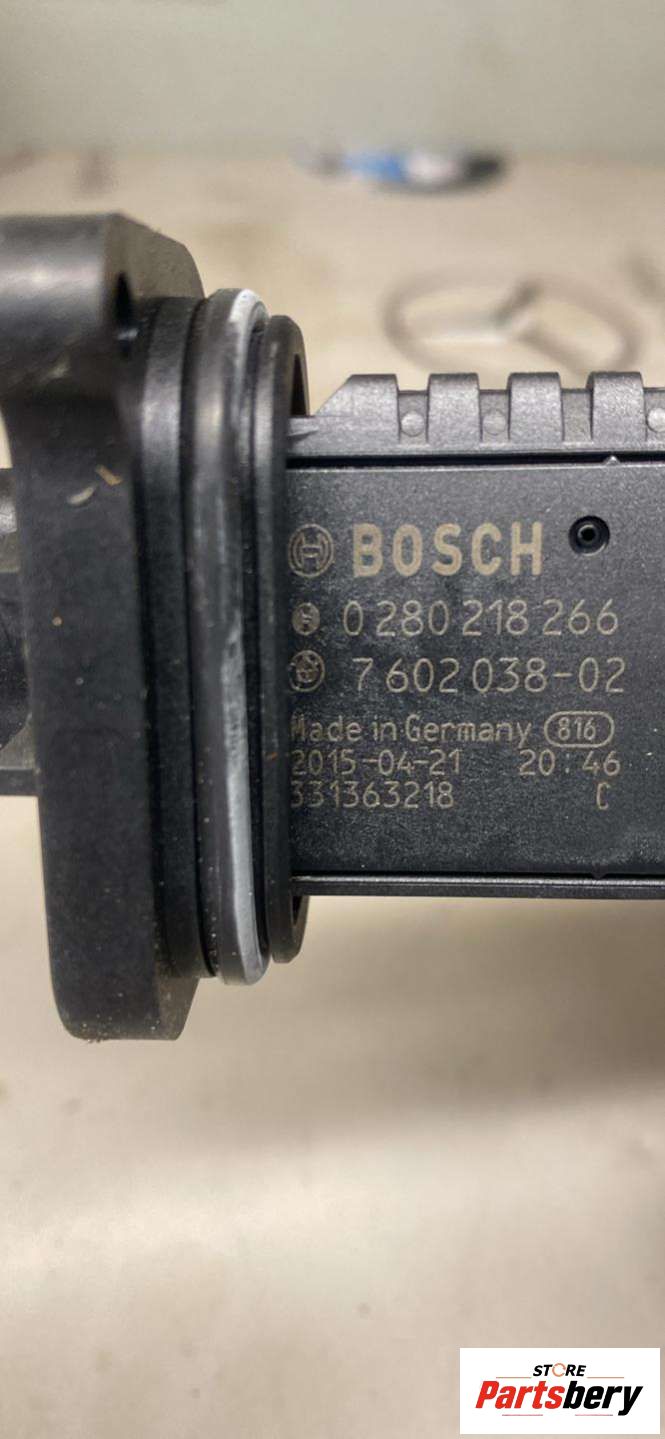 BOSCH
0 280 218 266
7 602 038-02
Made in Germany 816
2015-04-21 20:46
331363218 C
STORE
Partsbery